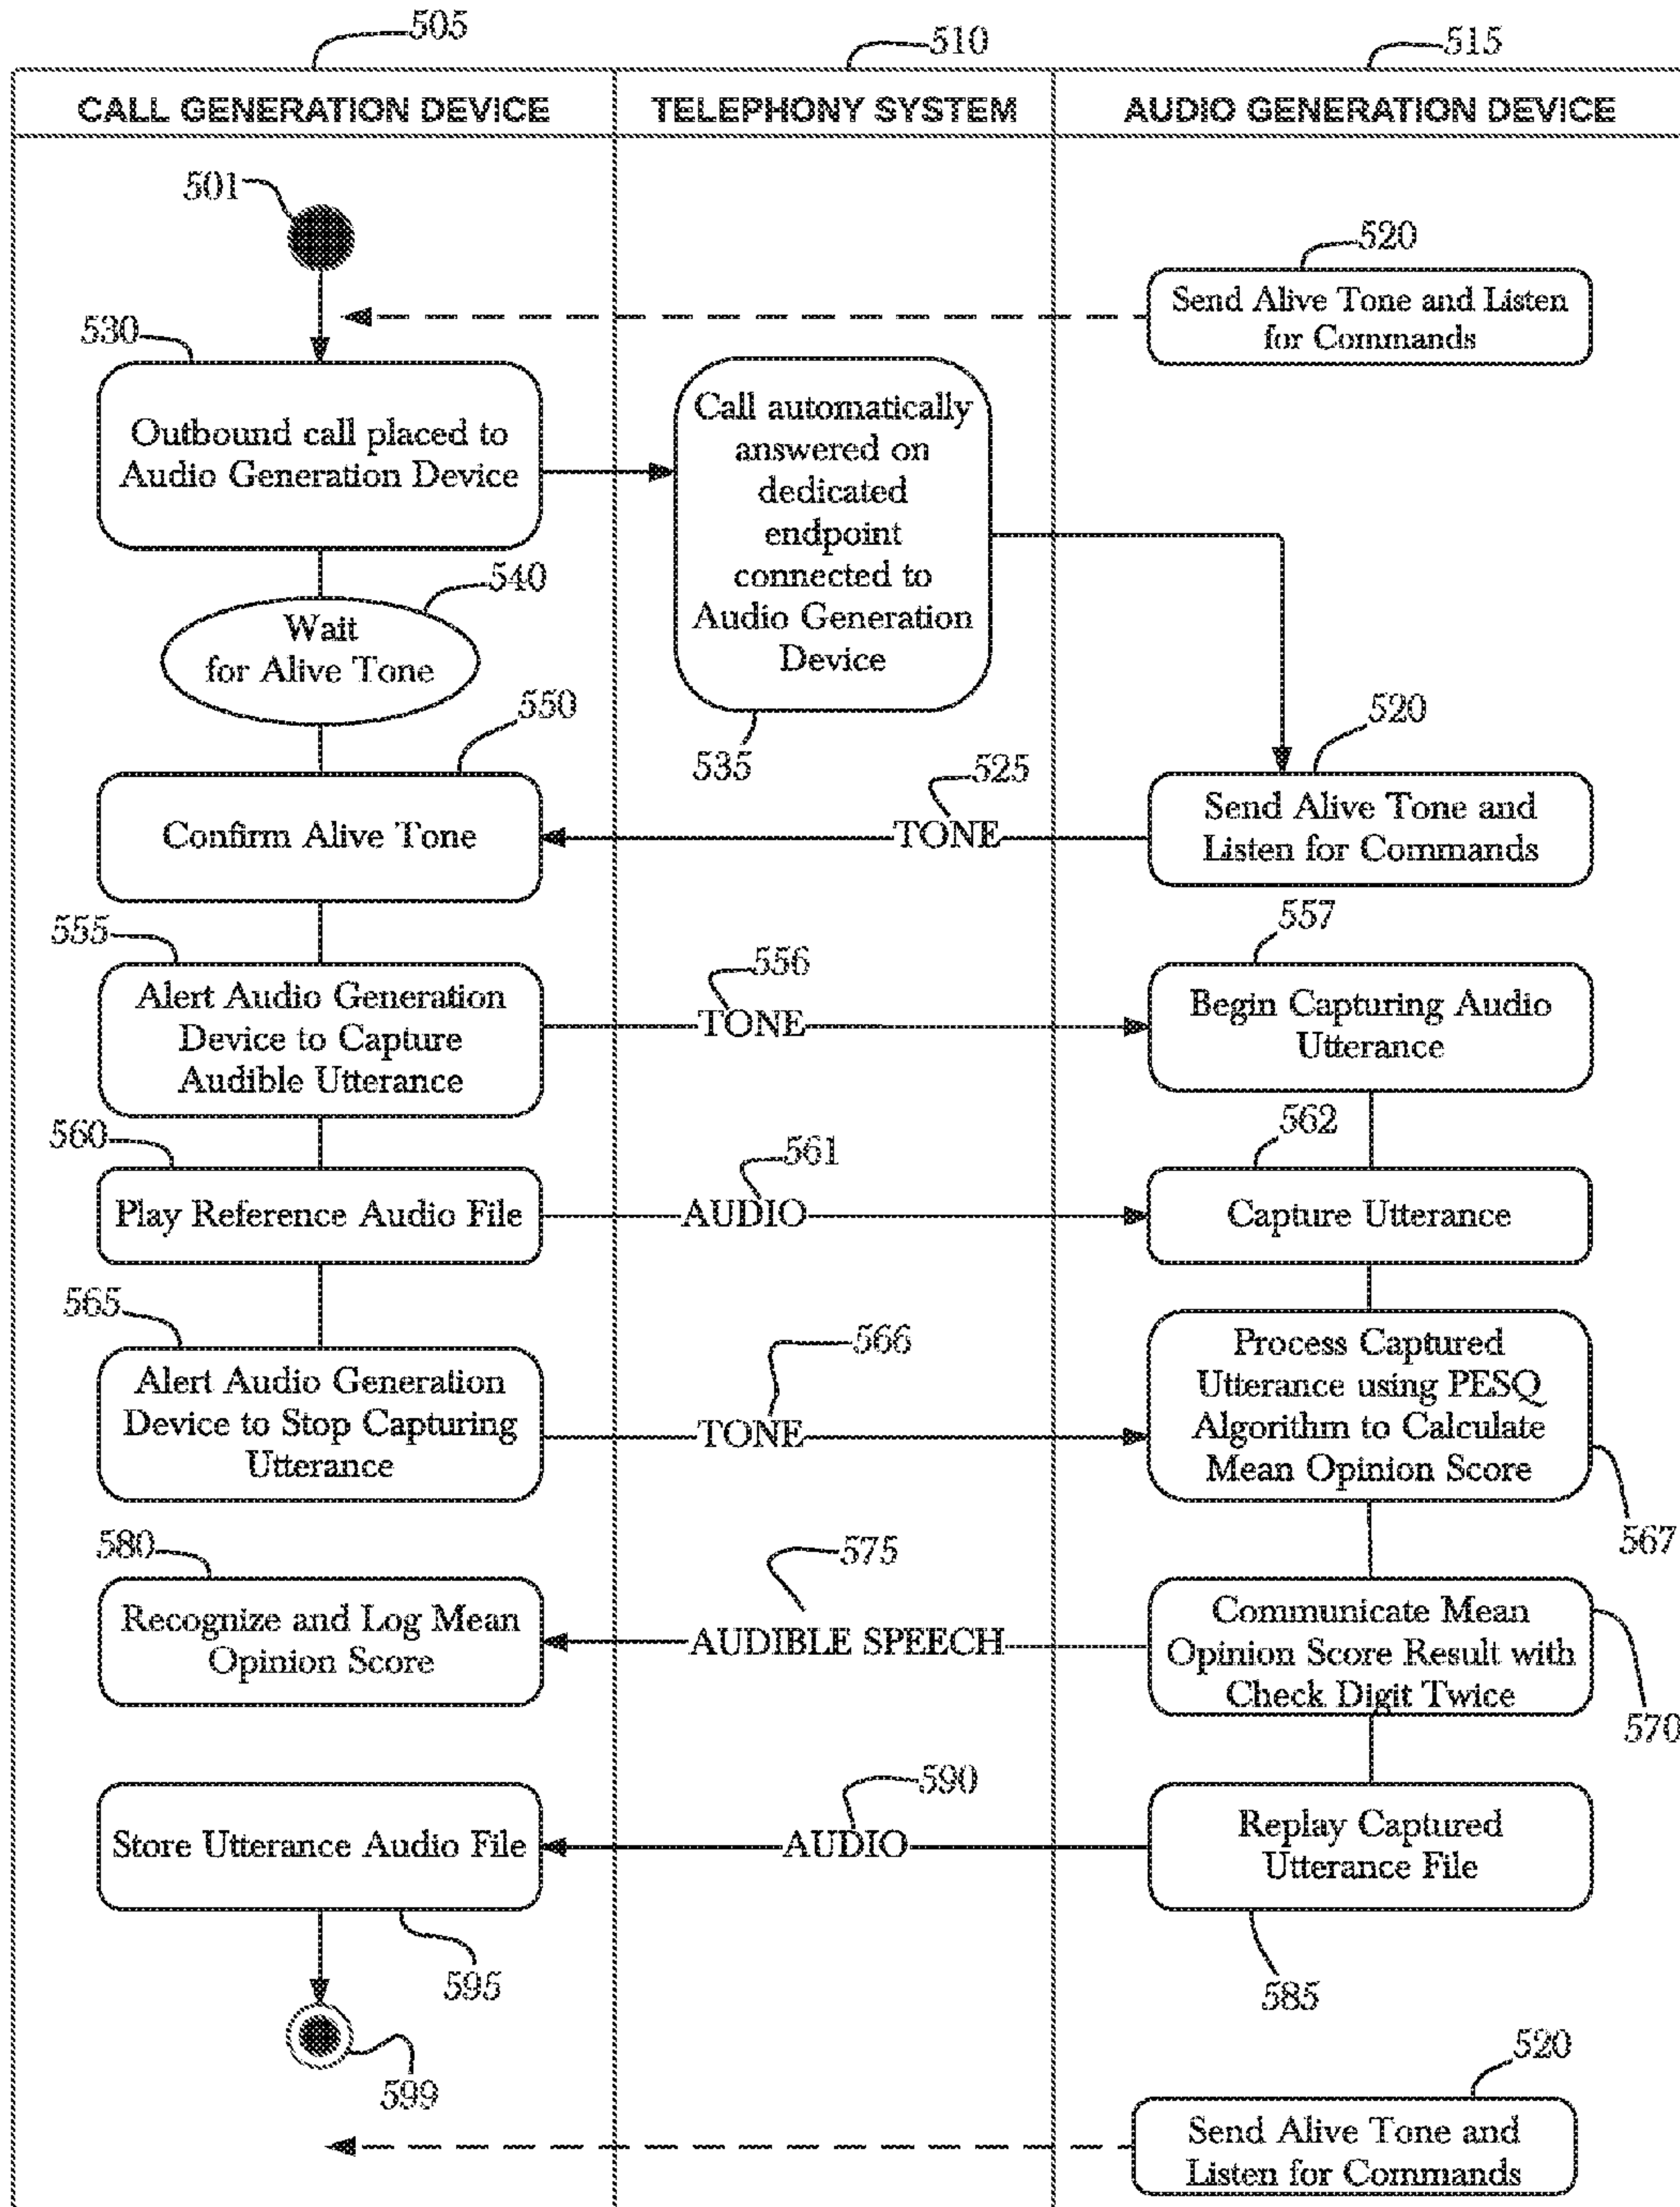 505
510
515
CALL GENERATION DEVICE
TELEPHONY SYSTEM
AUDIO GENERATION DEVICE
501
520
Send Alive Tone and Listen
for Commands
530
Outbound call placed to
Audio Generation Device
Call automatically
answered on
dedicated
endpoint
connected to
Audio Generation
Device
535
540
Wait
for Alive Tone
550
Confirm Alive Tone
525
TONE
520
Send Alive Tone and
Listen for Commands
555
Alert Audio Generation
Device to Capture
Audible Utterance
556
TONE
557
Begin Capturing Audio
Utterance
560
Play Reference Audio File
561
AUDIO
562
Capture Utterance
565
Alert Audio Generation
Device to Stop Capturing
Utterance
566
TONE
Process Captured
Utterance using PESQ
Algorithm to Calculate
Mean Opinion Score
567
580
Recognize and Log Mean
Opinion Score
575
AUDIBLE SPEECH
Communicate Mean
Opinion Score Result with
Check Digit Twice
570
Store Utterance Audio File
595
590
AUDIO
Replay Captured
Utterance File
585
599
520
Send Alive Tone and
Listen for Commands